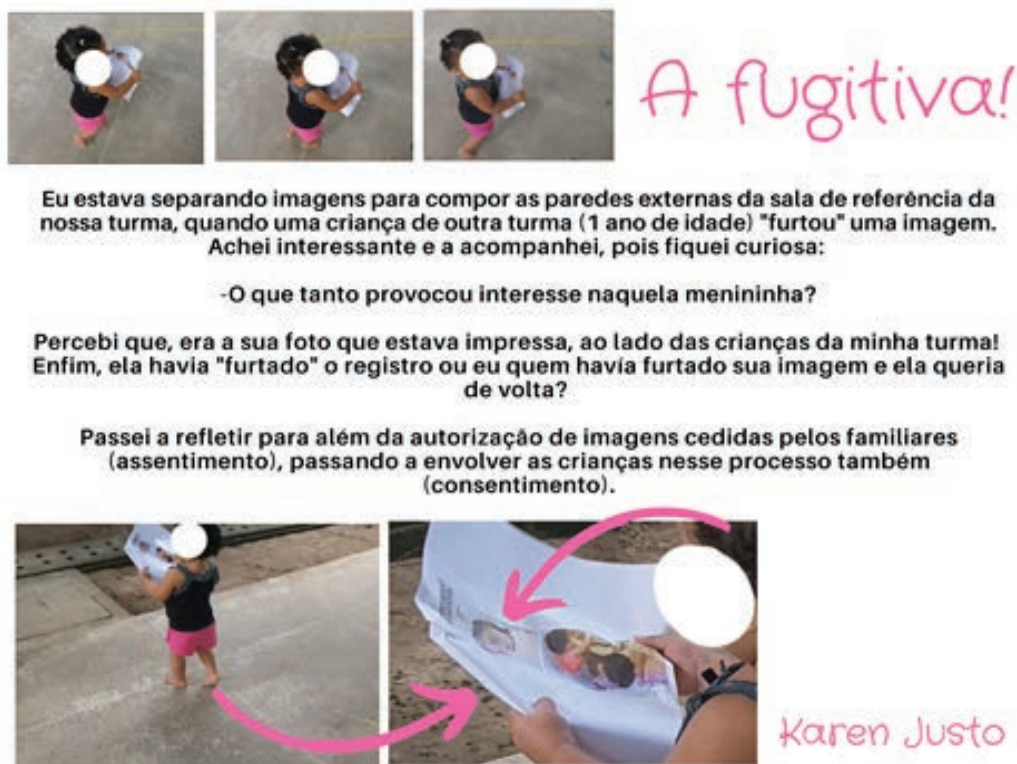 A fugitiva!
Eu estava separando imagens para compor as paredes externas da sala de referência da
nossa turma, quando uma criança de outra turma (1 ano de idade) "furtou" uma imagem.
Achei interessante e a acompanhei, pois fiquei curiosa:
-O que tanto provocou interesse naquela menininha?
Percebi que, era a sua foto que estava impressa, ao lado das crianças da minha turma!
Enfim, ela havia "furtado" o registro ou eu quem havía furtado sua imagem e ela queria
de volta?
Passei a refletir para além da autorização de imagens cedidas pelos familiares
(assentimento), passando a envolver as crianças nesse processo também
(consentimento).
Karen Justo